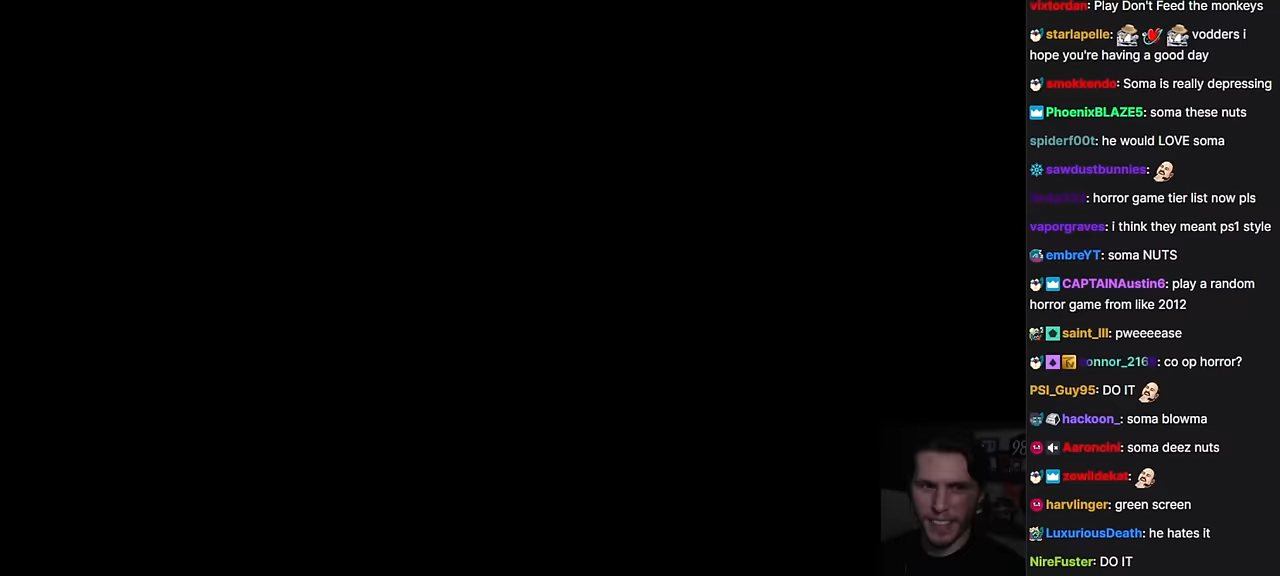 vixtordan: Play Don't Feed the monkeys
starlapelle: vodders i
hope you're having a good day
smokkendo: Soma is really depressing
PhoenixBLAZE5: soma these nuts
spiderf00t: he would LOVE soma
sawdustbunnies:
: horror game tier list now pls
vaporgraves: i think they meant ps1 style
embreYT: soma NUTS
CAPTAINAustin6: play a random
horror game from like 2012
saint_lll: pweeeease
onnor_216 : co op horror?
PSI_Guy95: DO IT
hackoon_: soma blowma
Aaroncini: soma deez nuts
zewildekat:
harvlinger: green screen
LuxuriousDeath: he hates it
NireFuster: DO IT